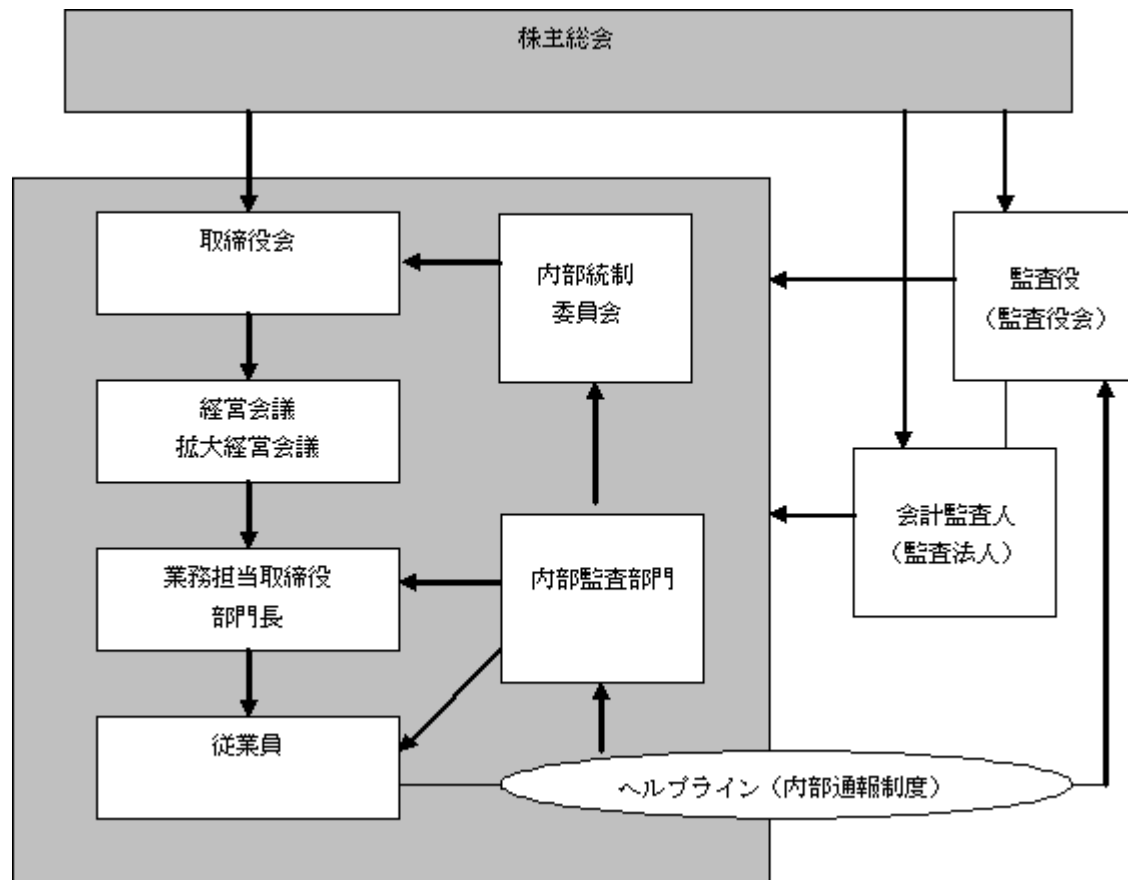 株主総会
取締役会
内部統制
委員会
監査役
（監査役会）
経営会議
拡大経営会議
会計監査人
（監査法人）
業務担当取締役
部門長
内部監査部門
従業員
ヘルプライン（内部通報制度）